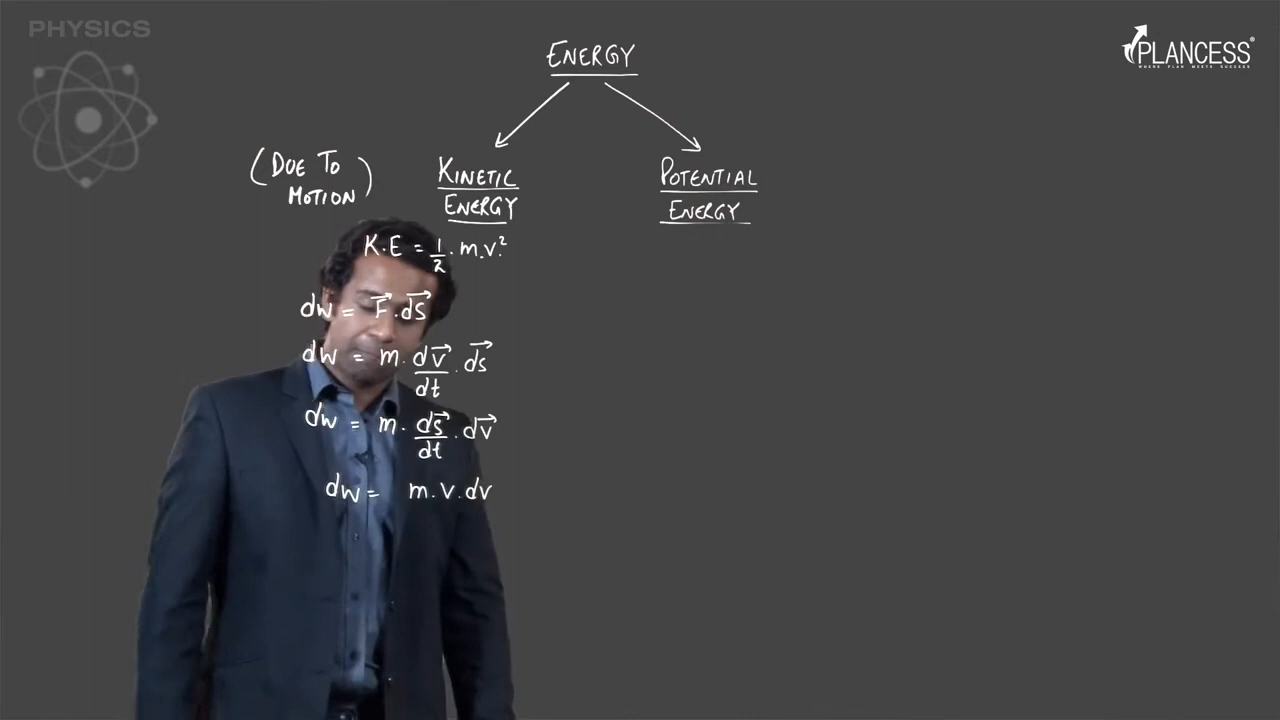 PHYSICS
PLANCESS®
WHERE PLAN MEETS SUCCESS
ENERGY
(DUE TO
MOTION)
KINETIC
ENERGY
POTENTIAL
ENERGY
K.E = 1/2 . m.v.²
dw = F⃗ . ds⃗
dw = m. dv⃗/dt . ds⃗
dw = m. ds⃗/dt . dv⃗
dw = m.v.dv